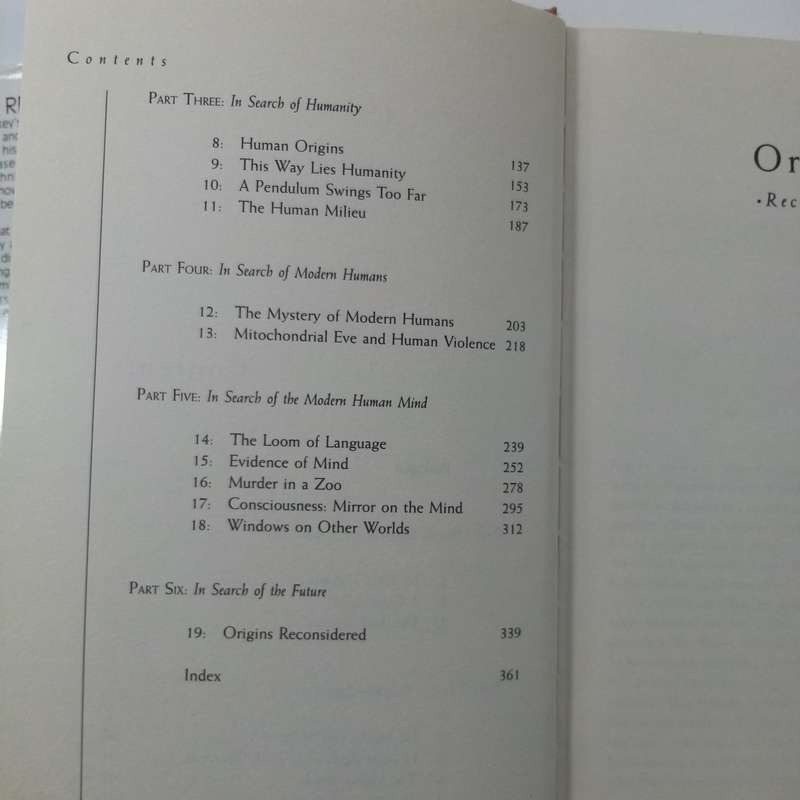 Contents
PART THREE: In Search of Humanity
8: Human Origins 137
9: This Way Lies Humanity 153
10: A Pendulum Swings Too Far 173
11: The Human Milieu 187
PART FOUR: In Search of Modern Humans
12: The Mystery of Modern Humans 203
13: Mitochondrial Eve and Human Violence 218
PART FIVE: In Search of the Modern Human Mind
14: The Loom of Language 239
15: Evidence of Mind 252
16: Murder in a Zoo 278
17: Consciousness: Mirror on the Mind 295
18: Windows on Other Worlds 312
PART SIX: In Search of the Future
19: Origins Reconsidered 339
Index 361
Or
Rec